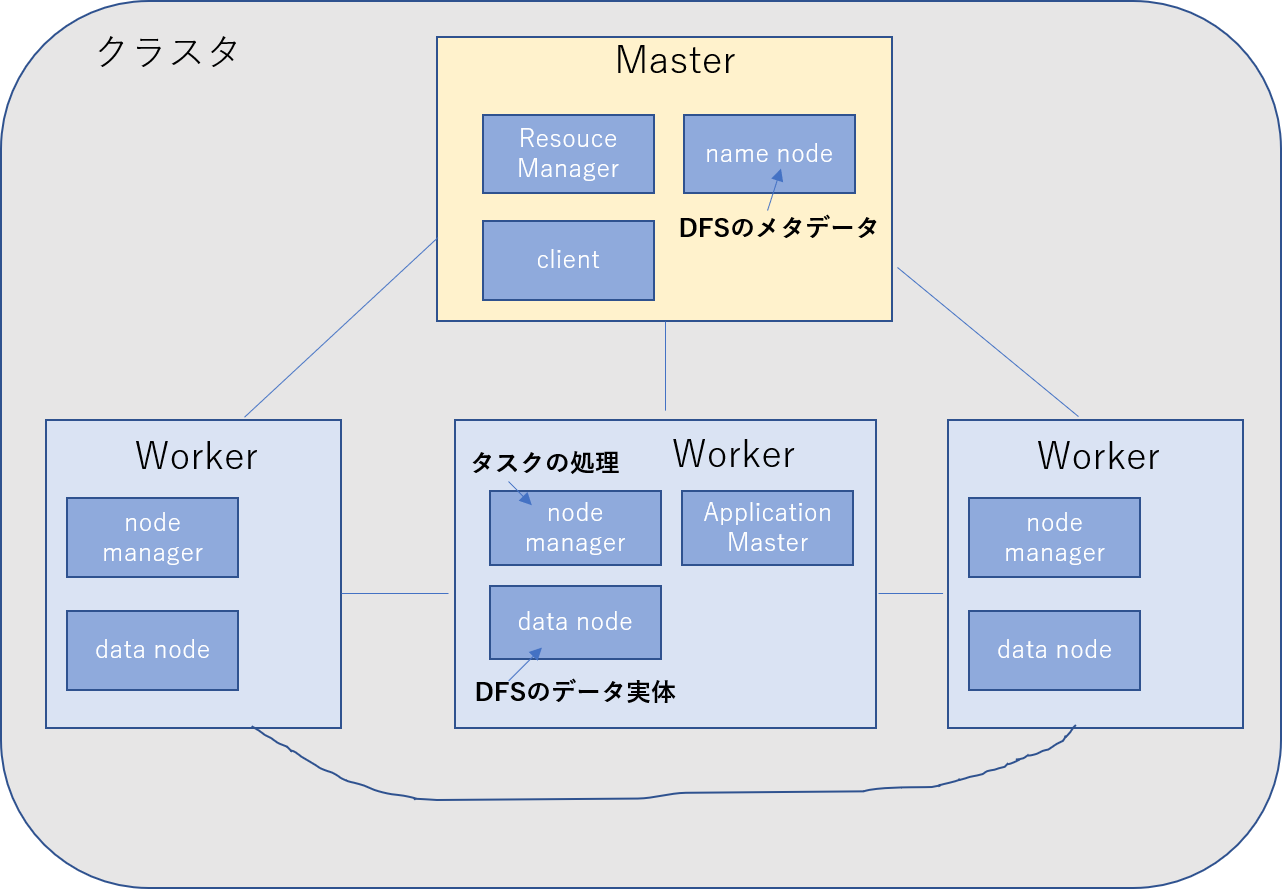 クラスタ
Master
Resouce
Manager
name node
DFSのメタデータ
client
Worker
node
manager
data node
Worker
タスクの処理
node
manager
Application
Master
data node
DFSのデータ実体
Worker
node
manager
data node